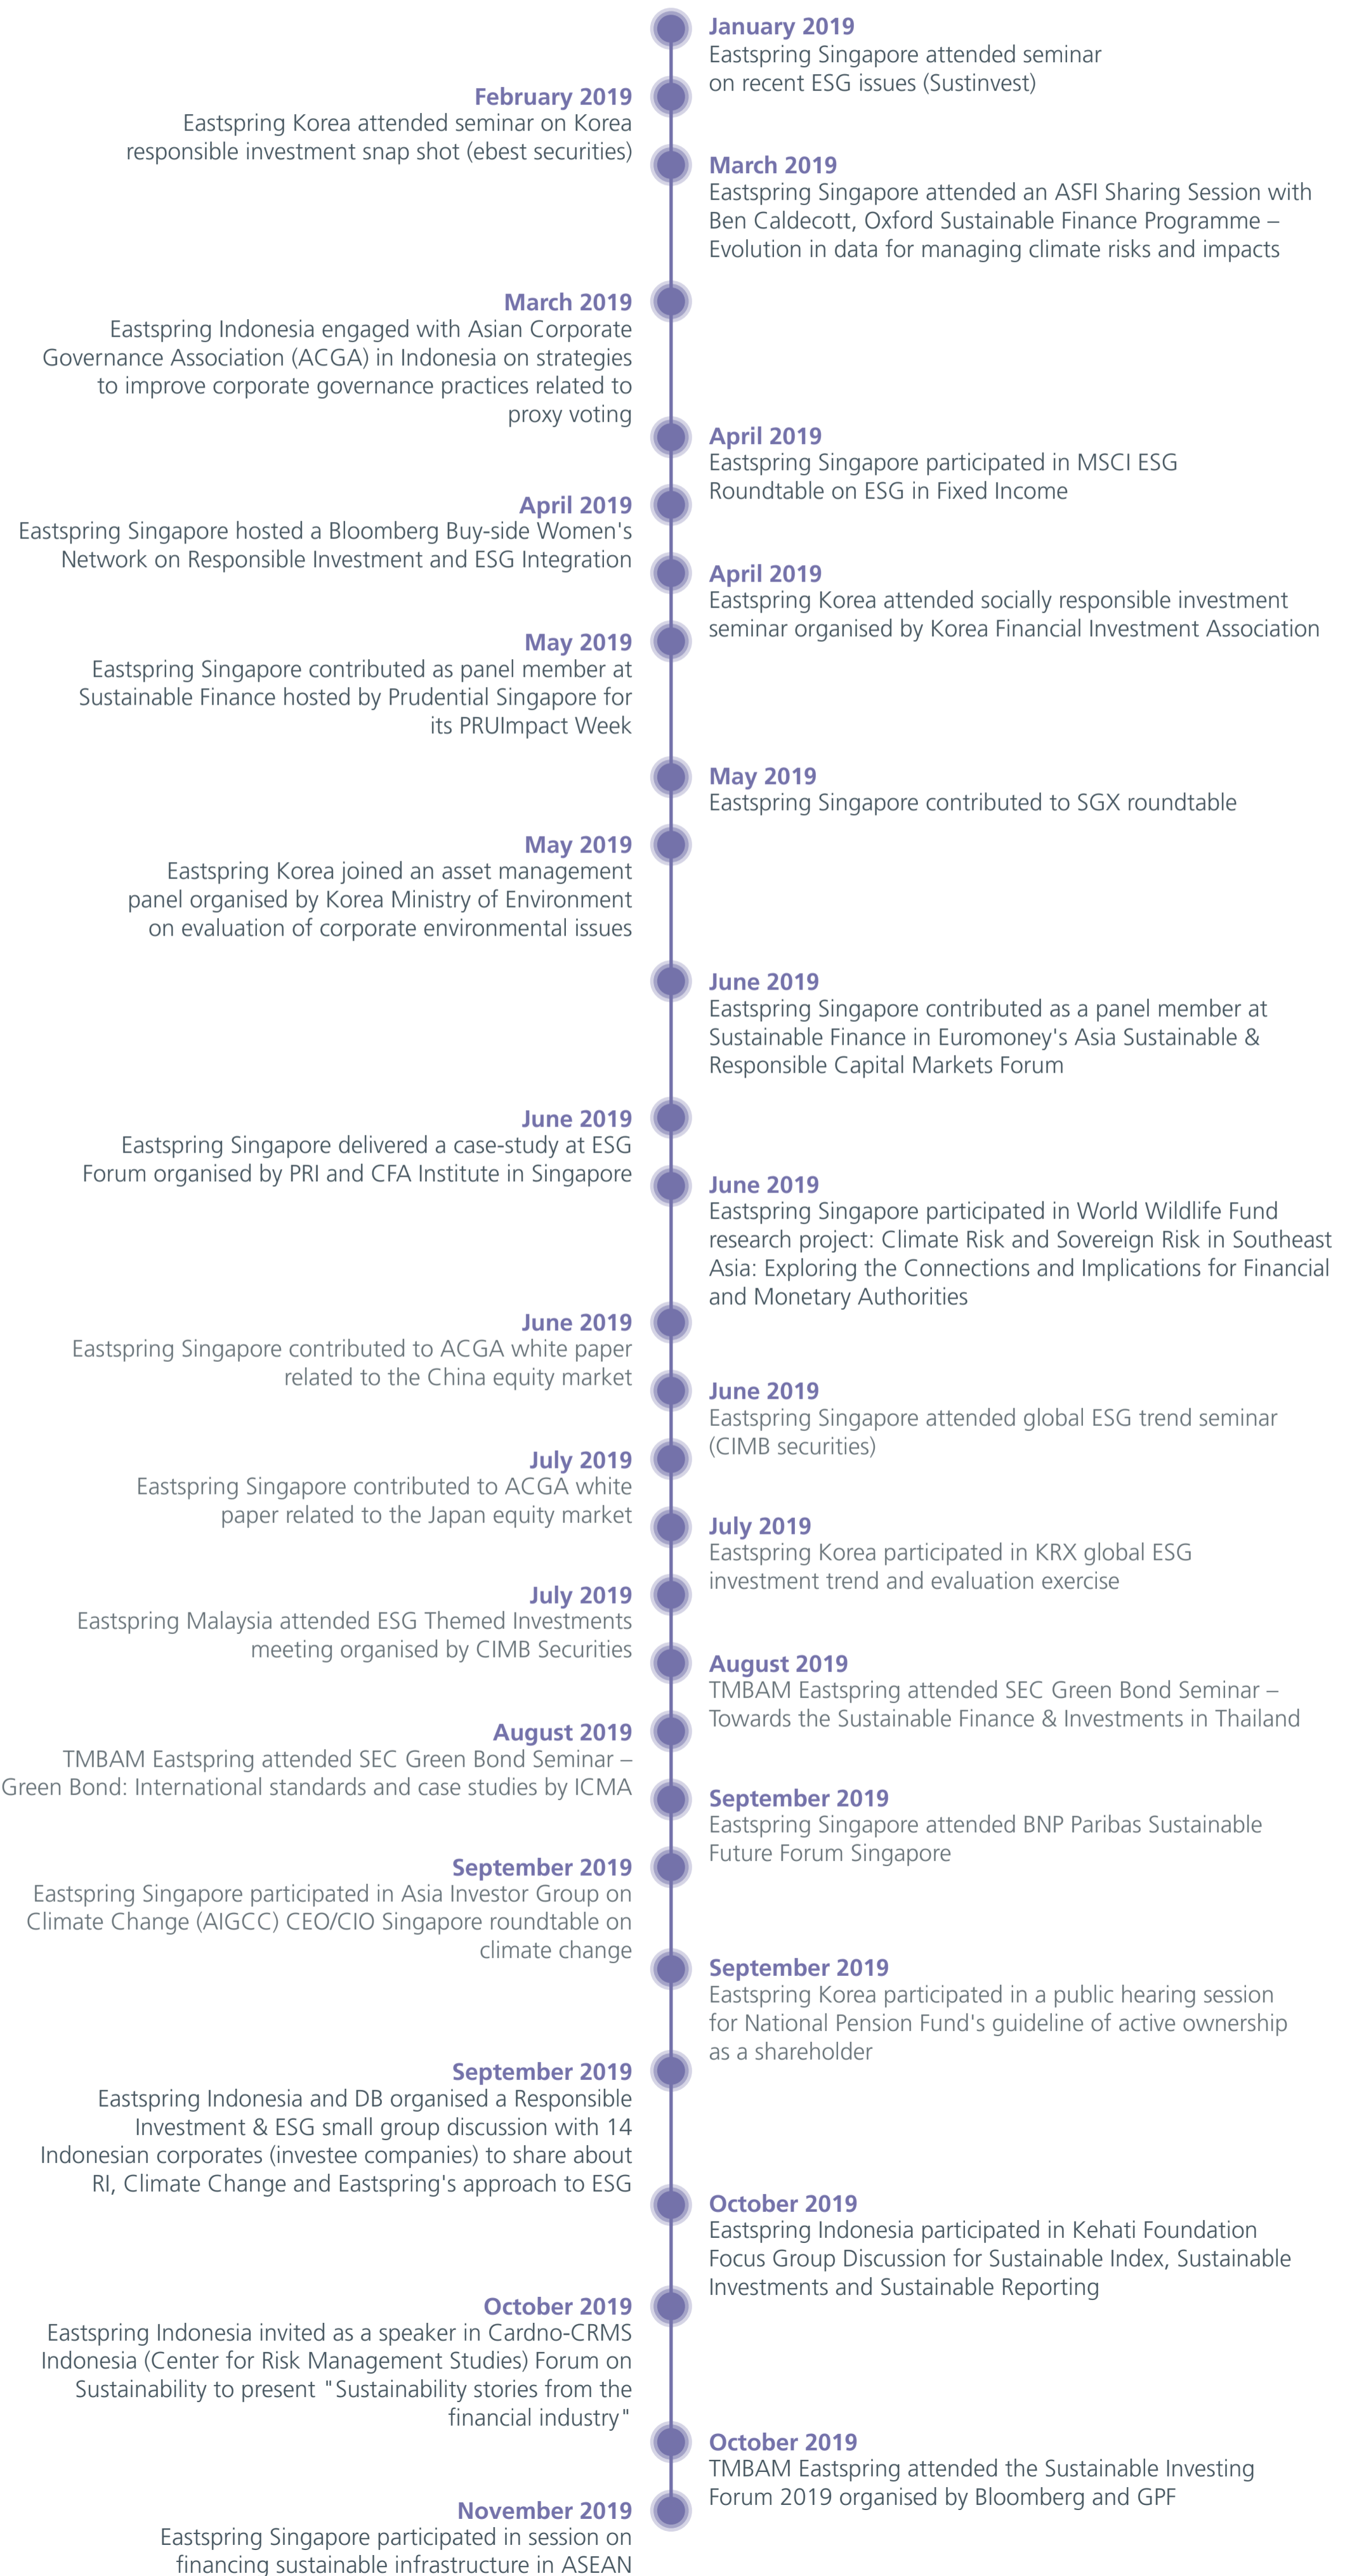 January 2019
Eastspring Singapore attended seminar
on recent ESG issues (Sustinvest)
February 2019
Eastspring Korea attended seminar on Korea
responsible investment snap shot (ebest securities)
March 2019
Eastspring Singapore attended an ASFI Sharing Session with
Ben Caldecott, Oxford Sustainable Finance Programme –
Evolution in data for managing climate risks and impacts
March 2019
Eastspring Indonesia engaged with Asian Corporate
Governance Association (ACGA) in Indonesia on strategies
to improve corporate governance practices related to
proxy voting
April 2019
Eastspring Singapore participated in MSCI ESG
Roundtable on ESG in Fixed Income
April 2019
Eastspring Singapore hosted a Bloomberg Buy-side Women's
Network on Responsible Investment and ESG Integration
April 2019
Eastspring Korea attended socially responsible investment
seminar organised by Korea Financial Investment Association
May 2019
Eastspring Singapore contributed as panel member at
Sustainable Finance hosted by Prudential Singapore for
its PRUImpact Week
May 2019
Eastspring Singapore contributed to SGX roundtable
May 2019
Eastspring Korea joined an asset management
panel organised by Korea Ministry of Environment
on evaluation of corporate environmental issues
June 2019
Eastspring Singapore contributed as a panel member at
Sustainable Finance in Euromoney's Asia Sustainable &
Responsible Capital Markets Forum
June 2019
Eastspring Singapore delivered a case-study at ESG
Forum organised by PRI and CFA Institute in Singapore
June 2019
Eastspring Singapore participated in World Wildlife Fund
research project: Climate Risk and Sovereign Risk in Southeast
Asia: Exploring the Connections and Implications for Financial
and Monetary Authorities
June 2019
Eastspring Singapore contributed to ACGA white paper
related to the China equity market
June 2019
Eastspring Singapore attended global ESG trend seminar
(CIMB securities)
July 2019
Eastspring Singapore contributed to ACGA white
paper related to the Japan equity market
July 2019
Eastspring Korea participated in KRX global ESG
investment trend and evaluation exercise
July 2019
Eastspring Malaysia attended ESG Themed Investments
meeting organised by CIMB Securities
August 2019
TMBAM Eastspring attended SEC Green Bond Seminar –
Towards the Sustainable Finance & Investments in Thailand
August 2019
TMBAM Eastspring attended SEC Green Bond Seminar –
Green Bond: International standards and case studies by ICMA
September 2019
Eastspring Singapore attended BNP Paribas Sustainable
Future Forum Singapore
September 2019
Eastspring Singapore participated in Asia Investor Group on
Climate Change (AIGCC) CEO/CIO Singapore roundtable on
climate change
September 2019
Eastspring Korea participated in a public hearing session
for National Pension Fund's guideline of active ownership
as a shareholder
September 2019
Eastspring Indonesia and DB organised a Responsible
Investment & ESG small group discussion with 14
Indonesian corporates (investee companies) to share about
RI, Climate Change and Eastspring's approach to ESG
October 2019
Eastspring Indonesia participated in Kehati Foundation
Focus Group Discussion for Sustainable Index, Sustainable
Investments and Sustainable Reporting
October 2019
Eastspring Indonesia invited as a speaker in Cardno-CRMS
Indonesia (Center for Risk Management Studies) Forum on
Sustainability to present "Sustainability stories from the
financial industry"
October 2019
TMBAM Eastspring attended the Sustainable Investing
Forum 2019 organised by Bloomberg and GPF
November 2019
Eastspring Singapore participated in session on
financing sustainable infrastructure in ASEAN